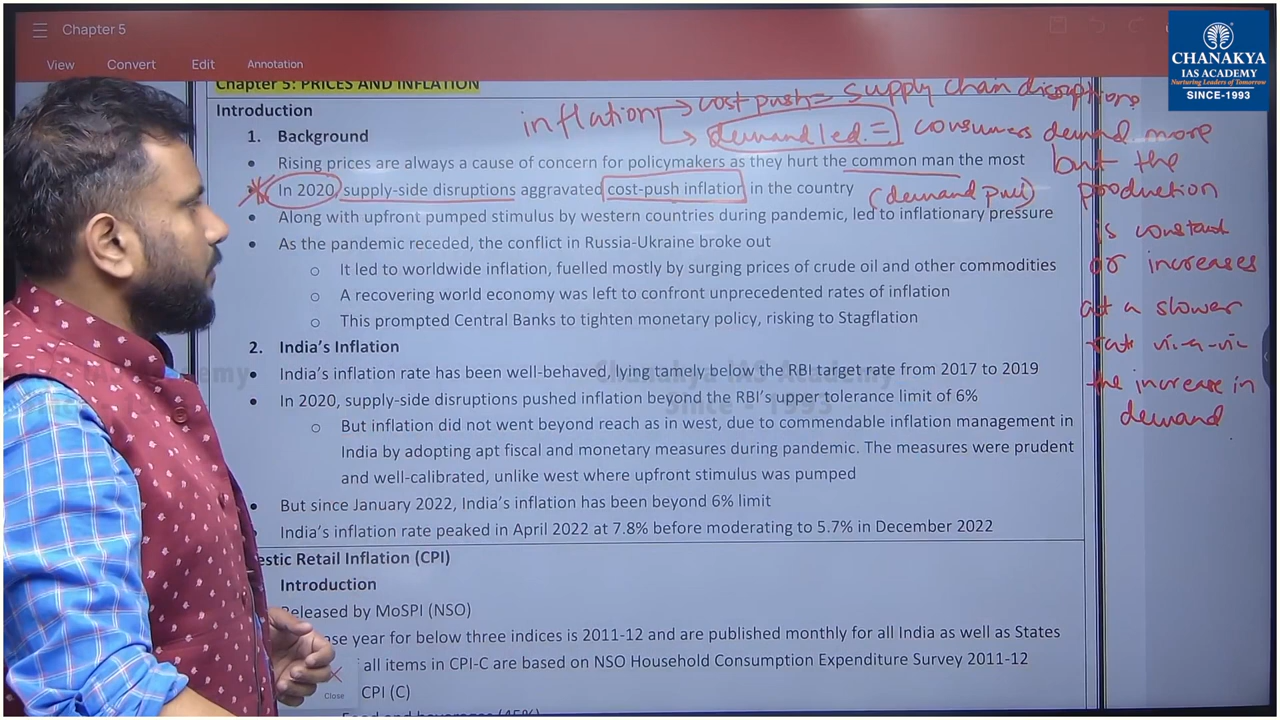 Chapter 5
View Convert Edit Annotation
CHANAKYA
IAS ACADEMY
Nurturing Leaders of Tomorrow
SINCE-1993
Chapter 5: PRICES AND INFLATION
inflation → cost push = supply chain disruptions
→ demand led = consumers demand more
but the
production
is constant
or increases
at a slower
rate vi-a-vic
the increase in
demand
(demand pull)
Introduction
1. Background
• Rising prices are always a cause of concern for policymakers as they hurt the common man the most
• In 2020, supply-side disruptions aggravated cost-push inflation in the country
• Along with upfront pumped stimulus by western countries during pandemic, led to inflationary pressure
• As the pandemic receded, the conflict in Russia-Ukraine broke out
o It led to worldwide inflation, fuelled mostly by surging prices of crude oil and other commodities
o A recovering world economy was left to confront unprecedented rates of inflation
o This prompted Central Banks to tighten monetary policy, risking to Stagflation
2. India's Inflation
• India's inflation rate has been well-behaved, lying tamely below the RBI target rate from 2017 to 2019
• In 2020, supply-side disruptions pushed inflation beyond the RBI's upper tolerance limit of 6%
o But inflation did not went beyond reach as in west, due to commendable inflation management in
India by adopting apt fiscal and monetary measures during pandemic. The measures were prudent
and well-calibrated, unlike west where upfront stimulus was pumped
• But since January 2022, India's inflation has been beyond 6% limit
India's inflation rate peaked in April 2022 at 7.8% before moderating to 5.7% in December 2022
estic Retail Inflation (CPI)
Introduction
Released by MoSPI (NSO)
ase year for below three indices is 2011-12 and are published monthly for all India as well as States
all items in CPI-C are based on NSO Household Consumption Expenditure Survey 2011-12
CPI (C)
Close
Food and beverages (45%)
Chanakya IAS Academy
Since - 1993